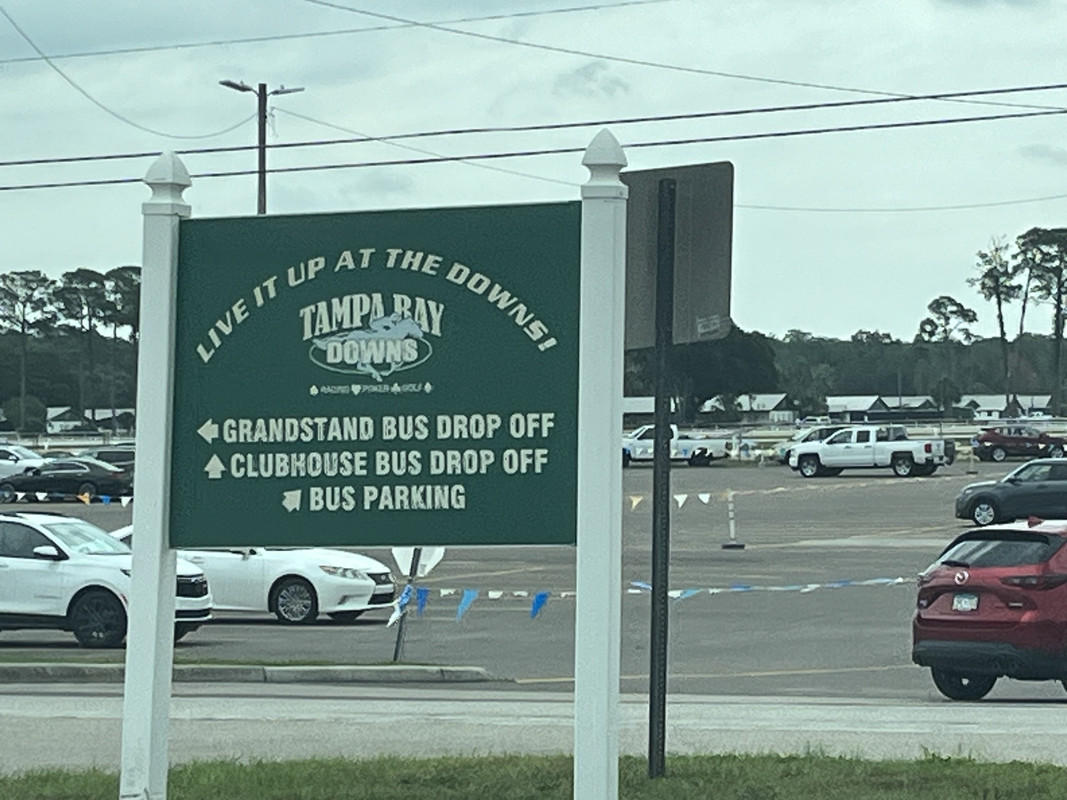 LIVE IT UP AT THE DOWNS!
TAMPA BAY
DOWNS
RACING POKER GOLF
GRANDSTAND BUS DROP OFF
CLUBHOUSE BUS DROP OFF
BUS PARKING